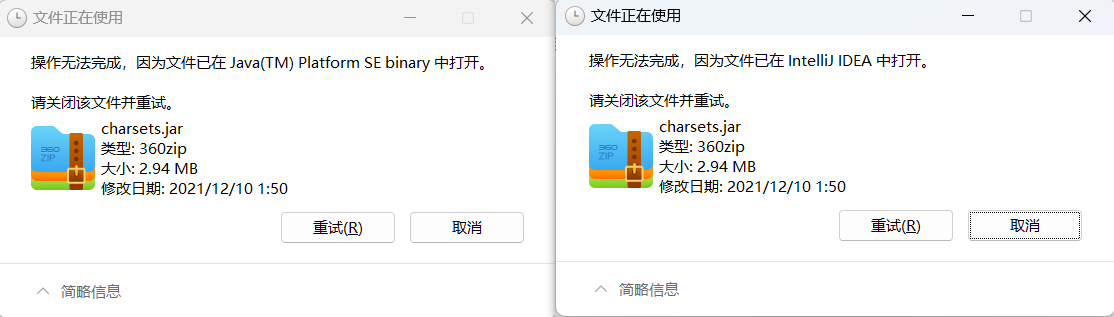 文件正在使用
操作无法完成，因为文件已在 Java(TM) Platform SE binary 中打开。
请关闭该文件并重试。
360
ZIP
charsets.jar
类型: 360zip
大小: 2.94 MB
修改日期: 2021/12/10 1:50
重试(R)
取消
简略信息
文件正在使用
操作无法完成，因为文件已在 IntelliJ IDEA 中打开。
请关闭该文件并重试。
360
ZIP
charsets.jar
类型: 360zip
大小: 2.94 MB
修改日期: 2021/12/10 1:50
重试(R)
取消
简略信息